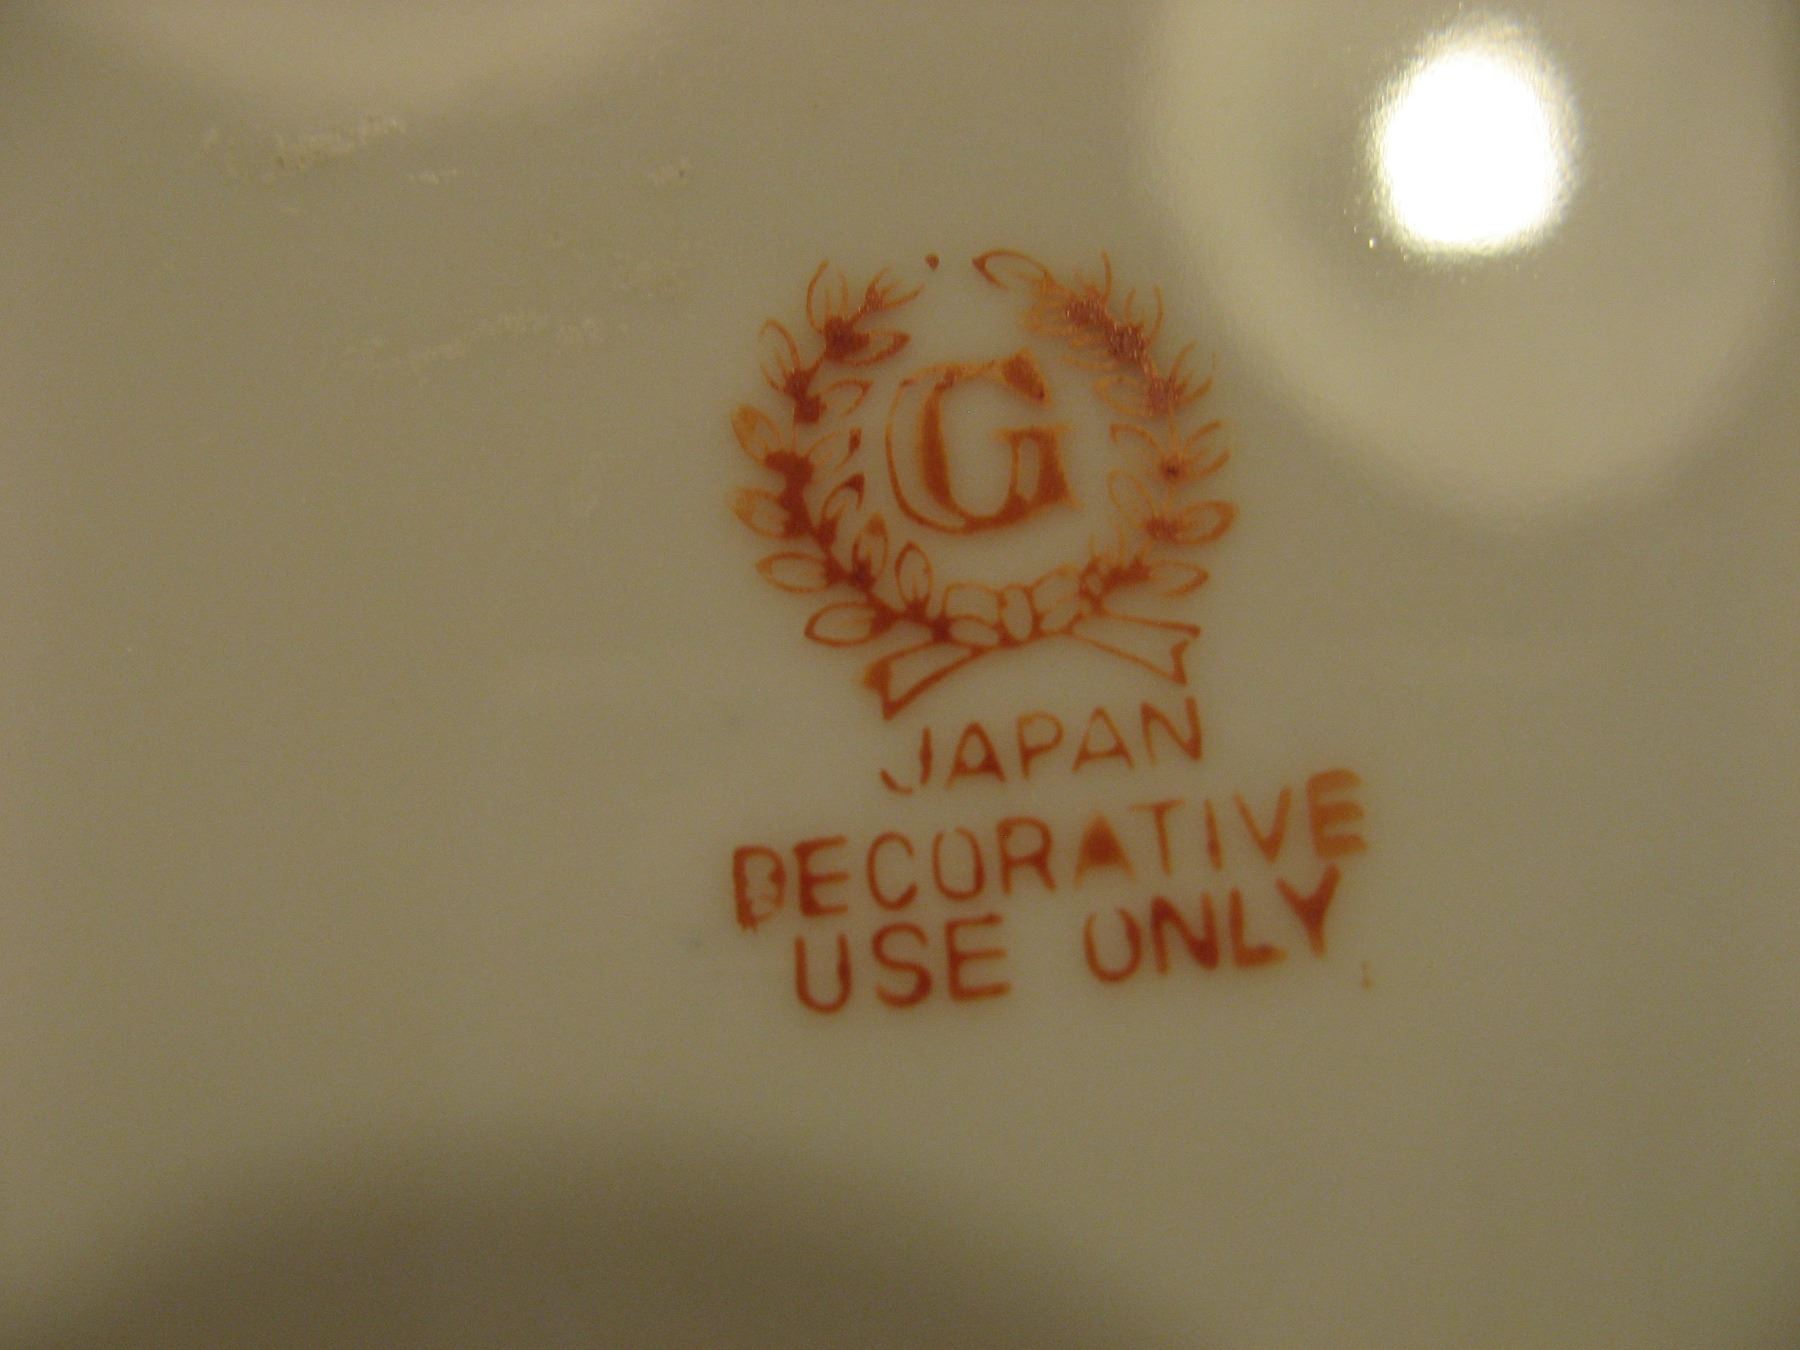 G
JAPAN
DECORATIVE
USE ONLY